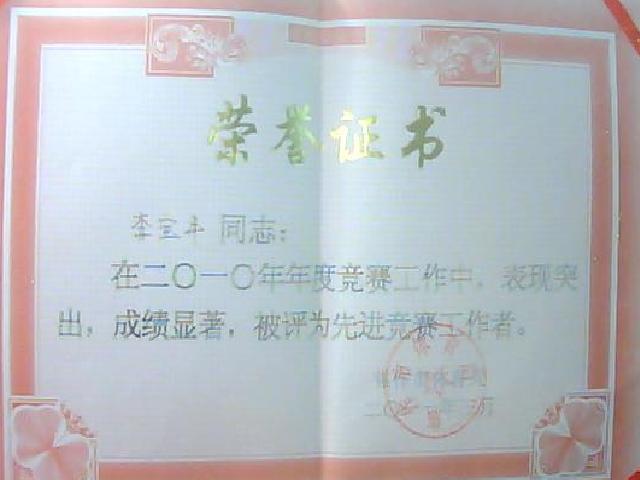 荣誉证书
李宝丰 同志：
在二〇一〇年年度竞赛工作中，表现突
出，成绩显著，被评为先进竞赛工作者。